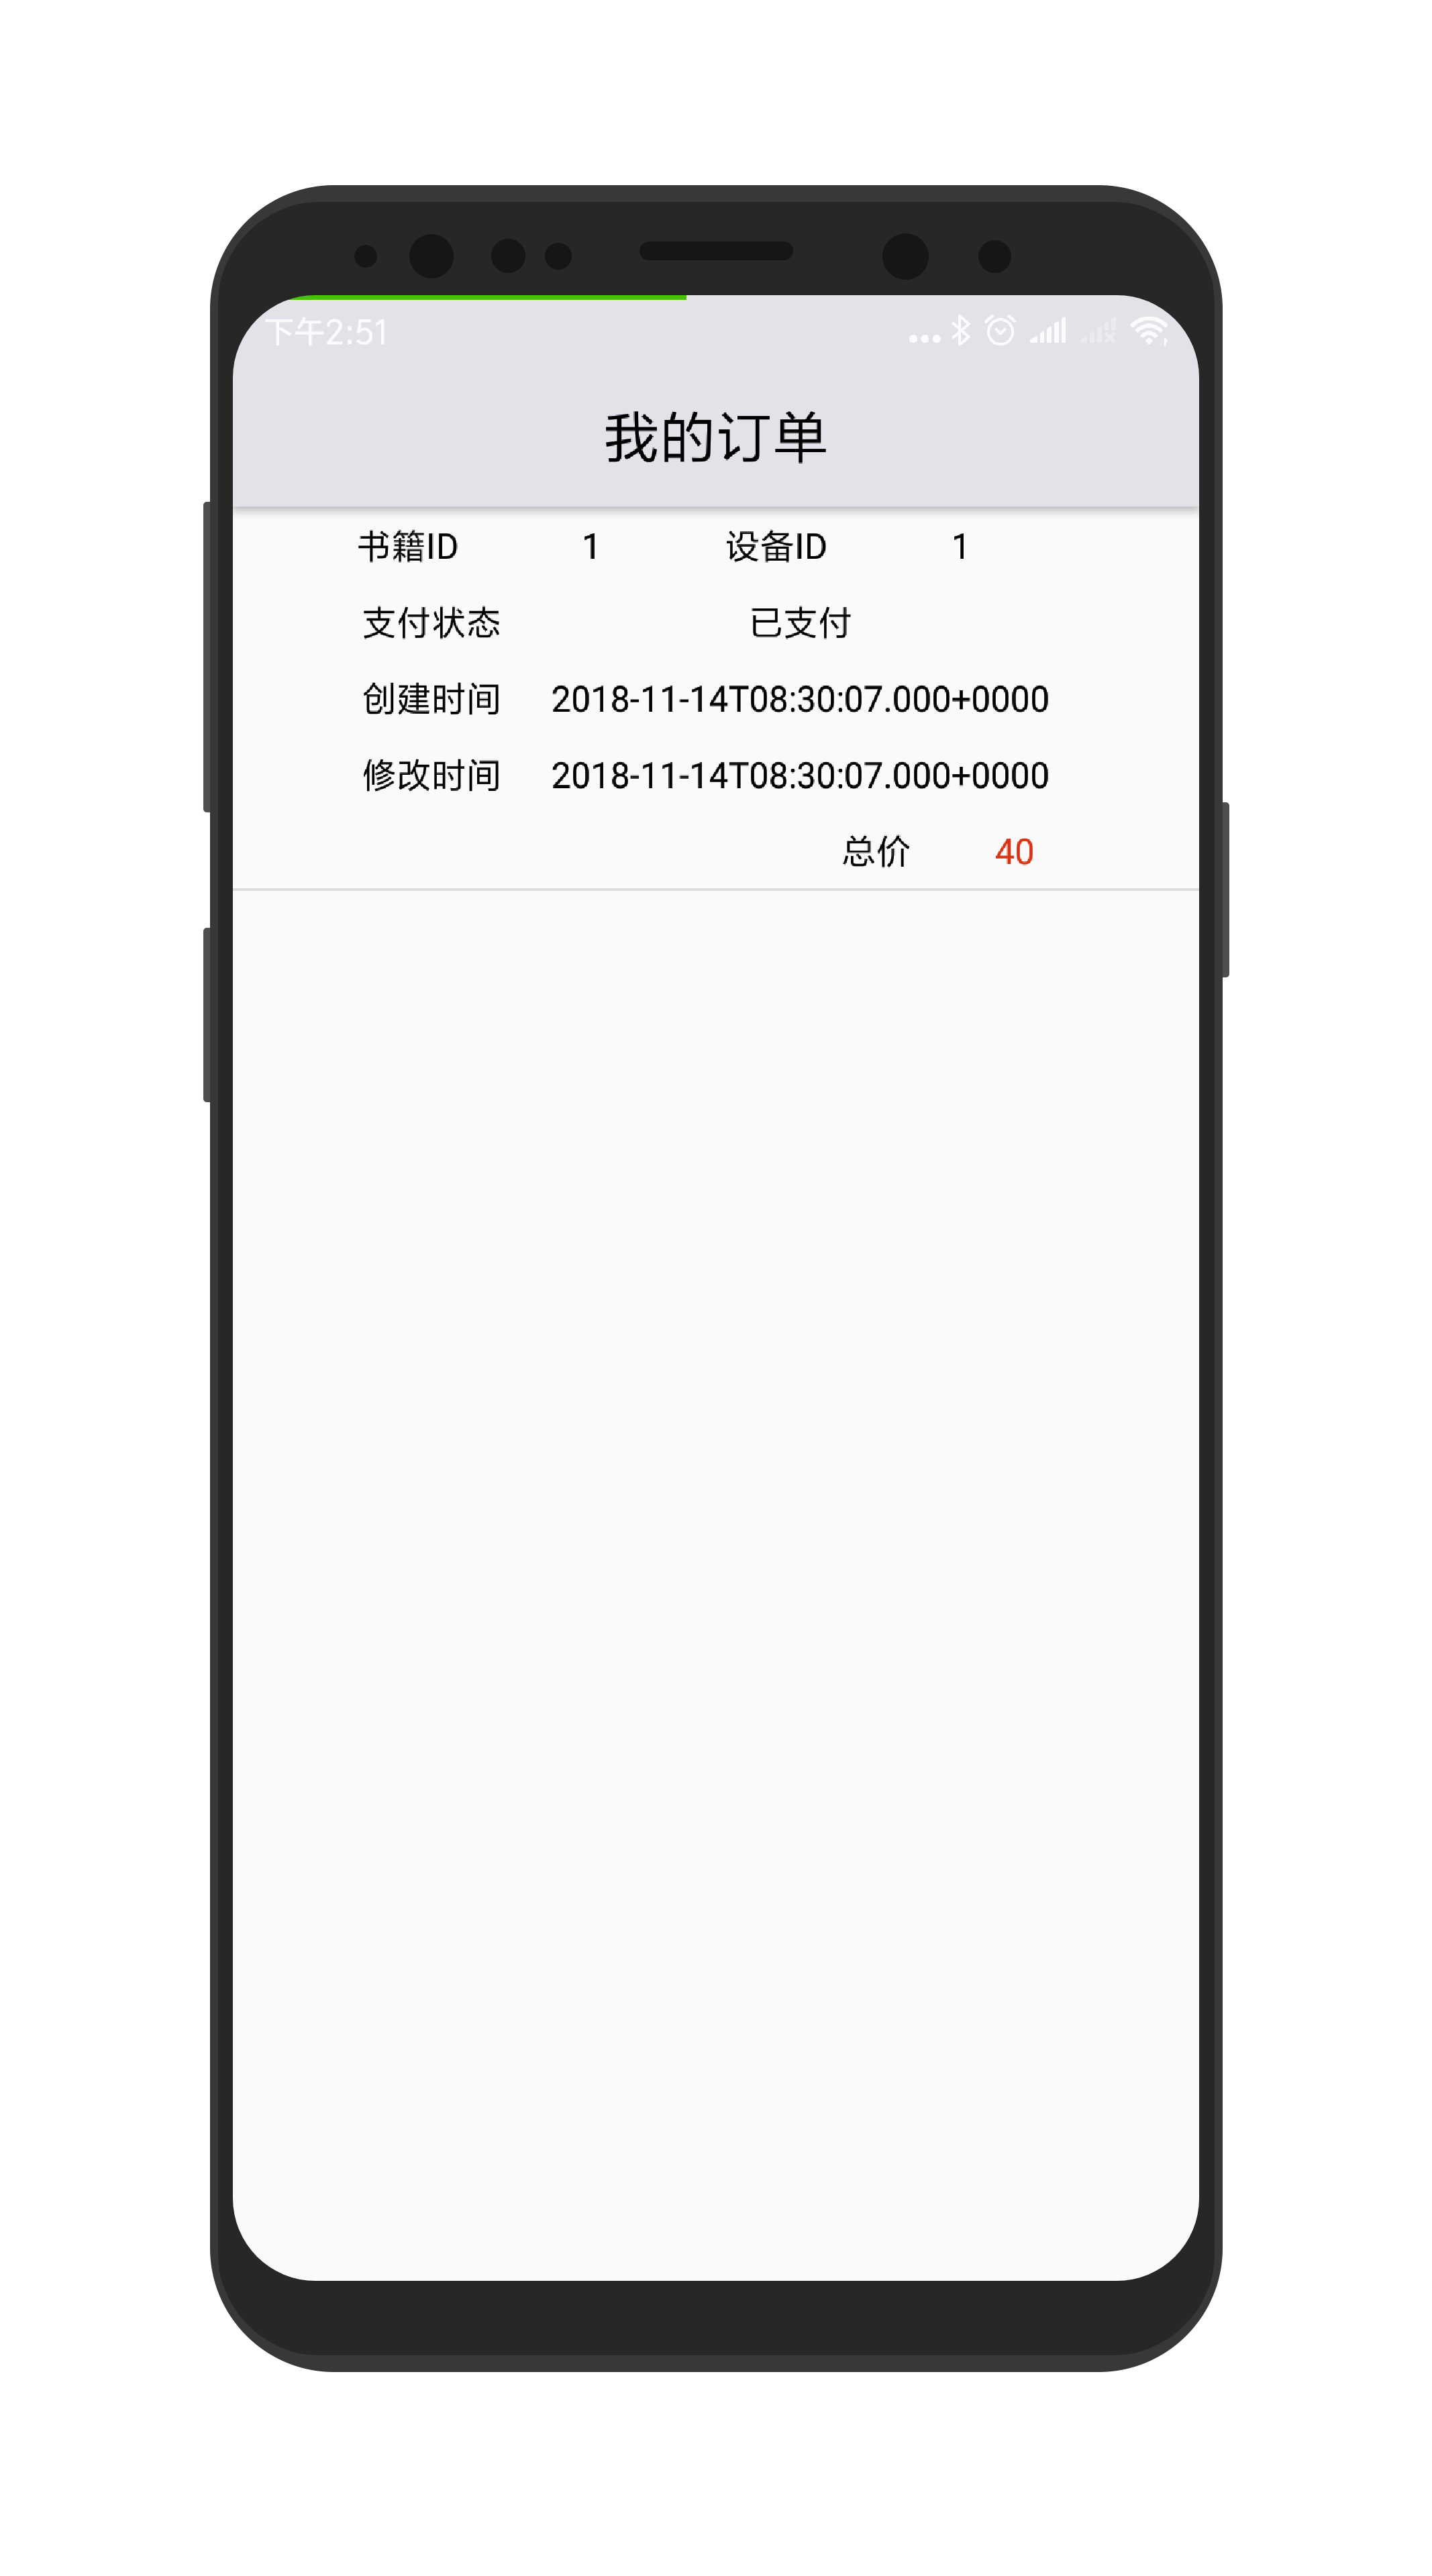 下午2:51
我的订单
书籍ID 1 设备ID 1
支付状态 已支付
创建时间 2018-11-14T08:30:07.000+0000
修改时间 2018-11-14T08:30:07.000+0000
总价 40